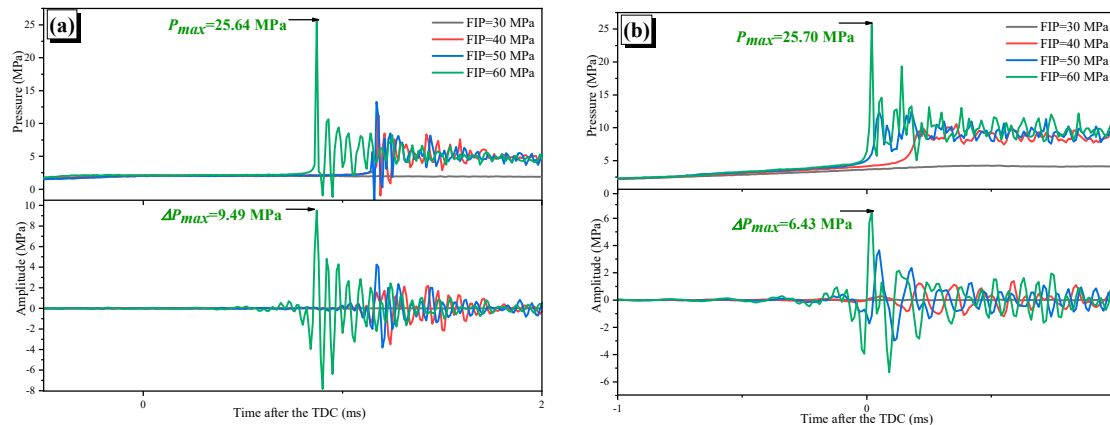 (a)
P_max=25.64 MPa
FIP=30 MPa
FIP=40 MPa
FIP=50 MPa
FIP=60 MPa
Pressure (MPa)
25
20
15
10
5
0
ΔP_max=9.49 MPa
Amplitude (MPa)
10
8
6
4
2
0
-2
-4
-6
-8
0
2
Time after the TDC (ms)
(b)
P_max=25.70 MPa
FIP=30 MPa
FIP=40 MPa
FIP=50 MPa
FIP=60 MPa
Pressure (MPa)
25
20
15
10
5
0
ΔP_max=6.43 MPa
Amplitude (MPa)
6
4
2
0
-2
-4
-6
-1
0
Time after the TDC (ms)